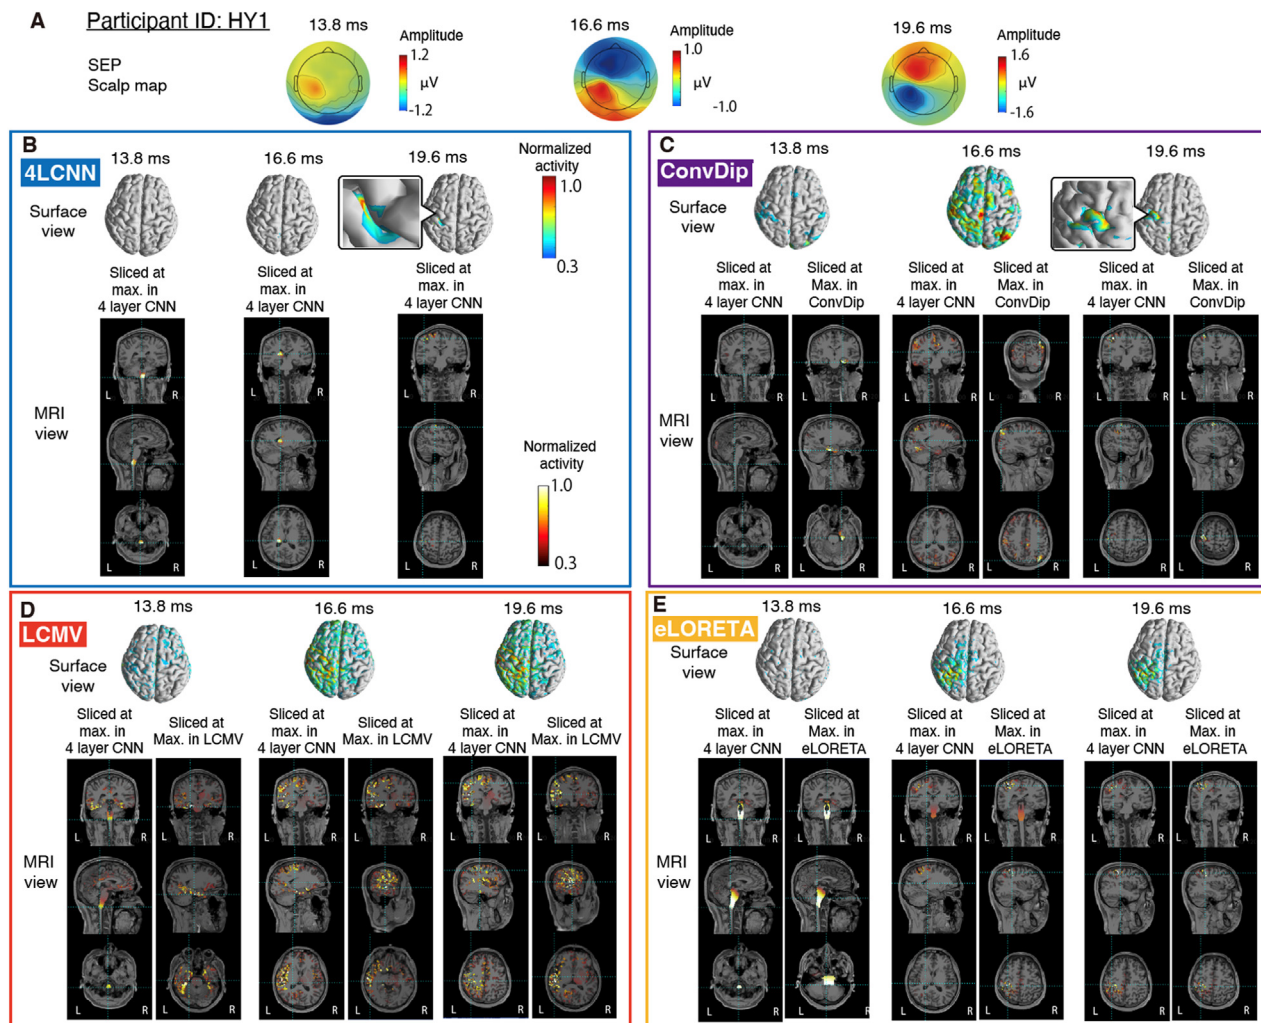 A
Participant ID: HY1
SEP
Scalp map
13.8 ms
Amplitude
1.2
μV
-1.2
16.6 ms
Amplitude
1.0
μV
-1.0
19.6 ms
Amplitude
1.6
μV
-1.6
B
4LCNN
13.8 ms
16.6 ms
19.6 ms
Surface
view
Normalized
activity
1.0
0.3
Sliced at
max. in
4 layer CNN
Sliced at
max. in
4 layer CNN
Sliced at
max. in
4 layer CNN
MRI
view
L R
L R
L R
Normalized
activity
1.0
0.3
C
ConvDip
13.8 ms
16.6 ms
19.6 ms
Surface
view
Sliced at
max. in
4 layer CNN
Sliced at
Max. in
ConvDip
Sliced at
max. in
4 layer CNN
Sliced at
Max. in
ConvDip
Sliced at
max. in
4 layer CNN
Sliced at
Max. in
ConvDip
MRI
view
L R
L R
L R
D
LCMV
13.8 ms
16.6 ms
19.6 ms
Surface
view
Sliced at
max. in
4 layer CNN
Sliced at
Max. in LCMV
Sliced at
max. in
4 layer CNN
Sliced at
Max. in LCMV
Sliced at
max. in
4 layer CNN
Sliced at
Max. in LCMV
MRI
view
L R
L R
L R
E
eLORETA
13.8 ms
16.6 ms
19.6 ms
Surface
view
Sliced at
max. in
4 layer CNN
Sliced at
Max. in
eLORETA
Sliced at
max. in
4 layer CNN
Sliced at
Max. in
eLORETA
Sliced at
max. in
4 layer CNN
Sliced at
Max. in
eLORETA
MRI
view
L R
L R
L R